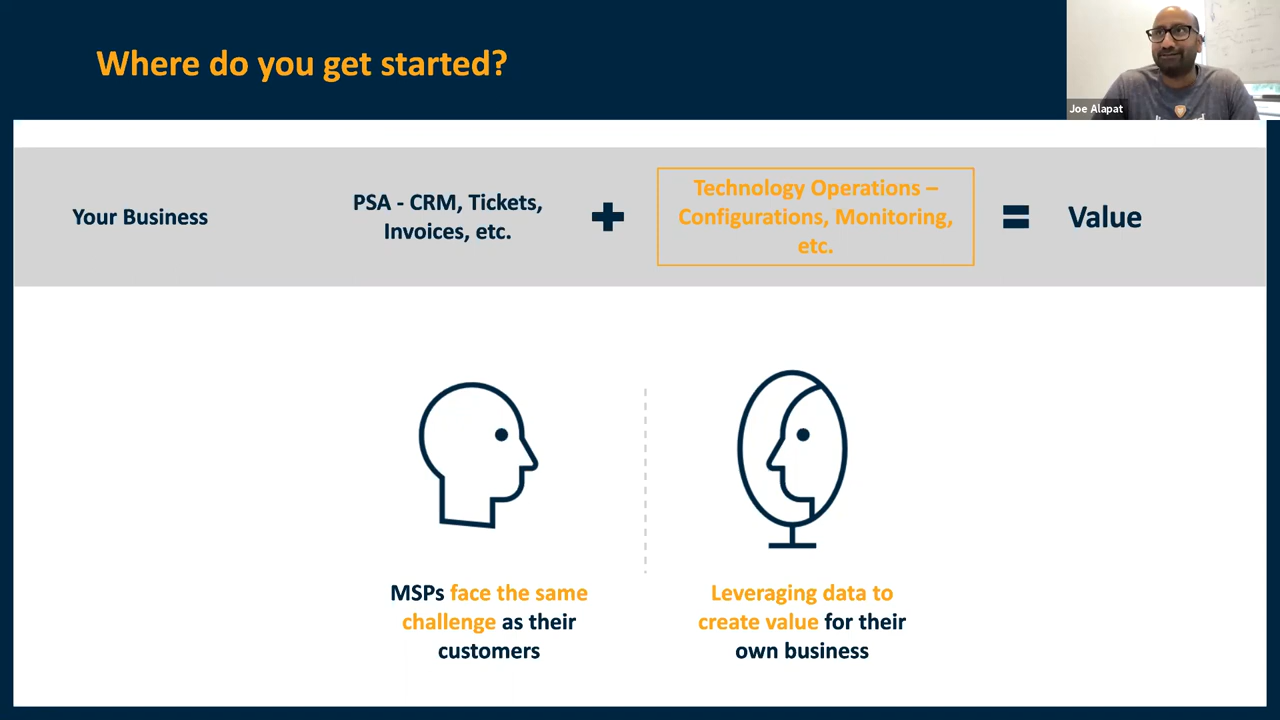 Where do you get started?
Joe Alapat
Your Business
PSA - CRM, Tickets,
Invoices, etc.
+
Technology Operations –
Configurations, Monitoring,
etc.
=
Value
MSPs face the same
challenge as their
customers
Leveraging data to
create value for their
own business